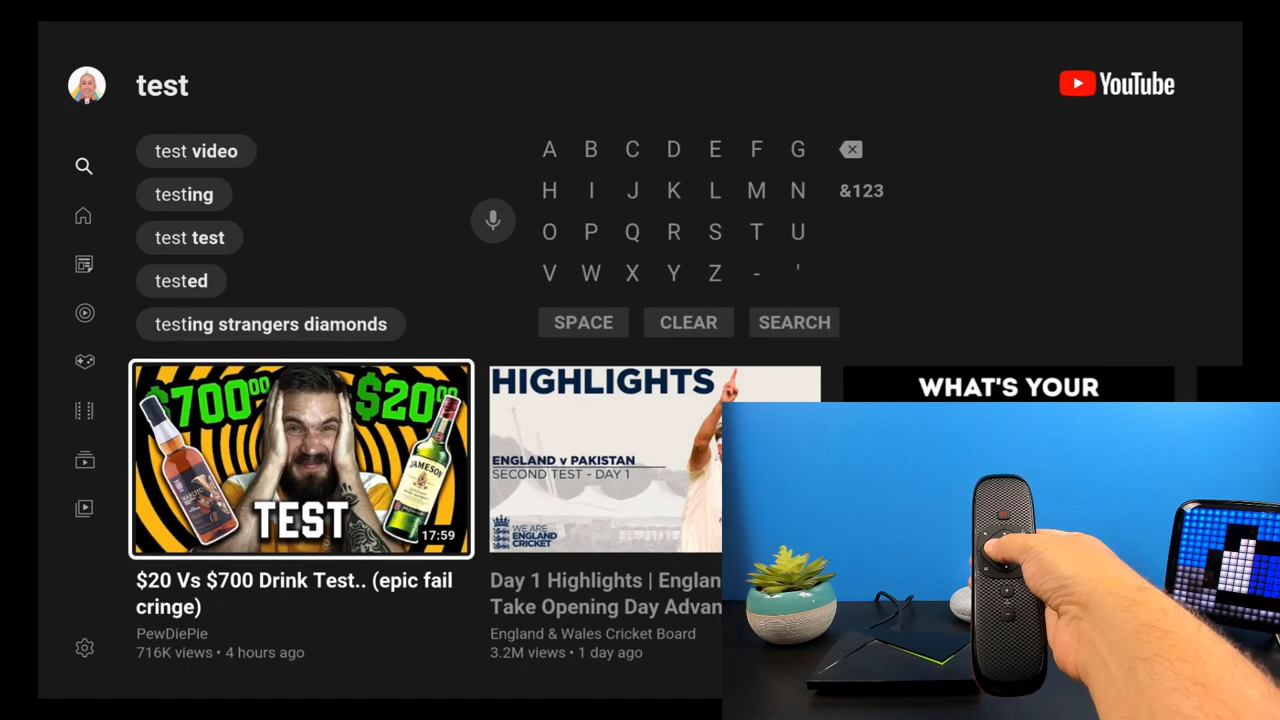 test
YouTube
test video
testing
test test
tested
testing strangers diamonds
A B C D E F G
H I J K L M N &123
O P Q R S T U
V W X Y Z - '
SPACE CLEAR SEARCH
$700⁰⁰ $20⁰⁰
JAMESON
TEST
17:59
$20 Vs $700 Drink Test.. (epic fail
cringe)
PewDiePie
716K views • 4 hours ago
HIGHLIGHTS
ENGLAND v PAKISTAN
SECOND TEST - DAY 1
WE ARE
ENGLAND
CRICKET
Day 1 Highlights | Englan
Take Opening Day Advan
England & Wales Cricket Board
3.2M views • 1 day ago
WHAT'S YOUR